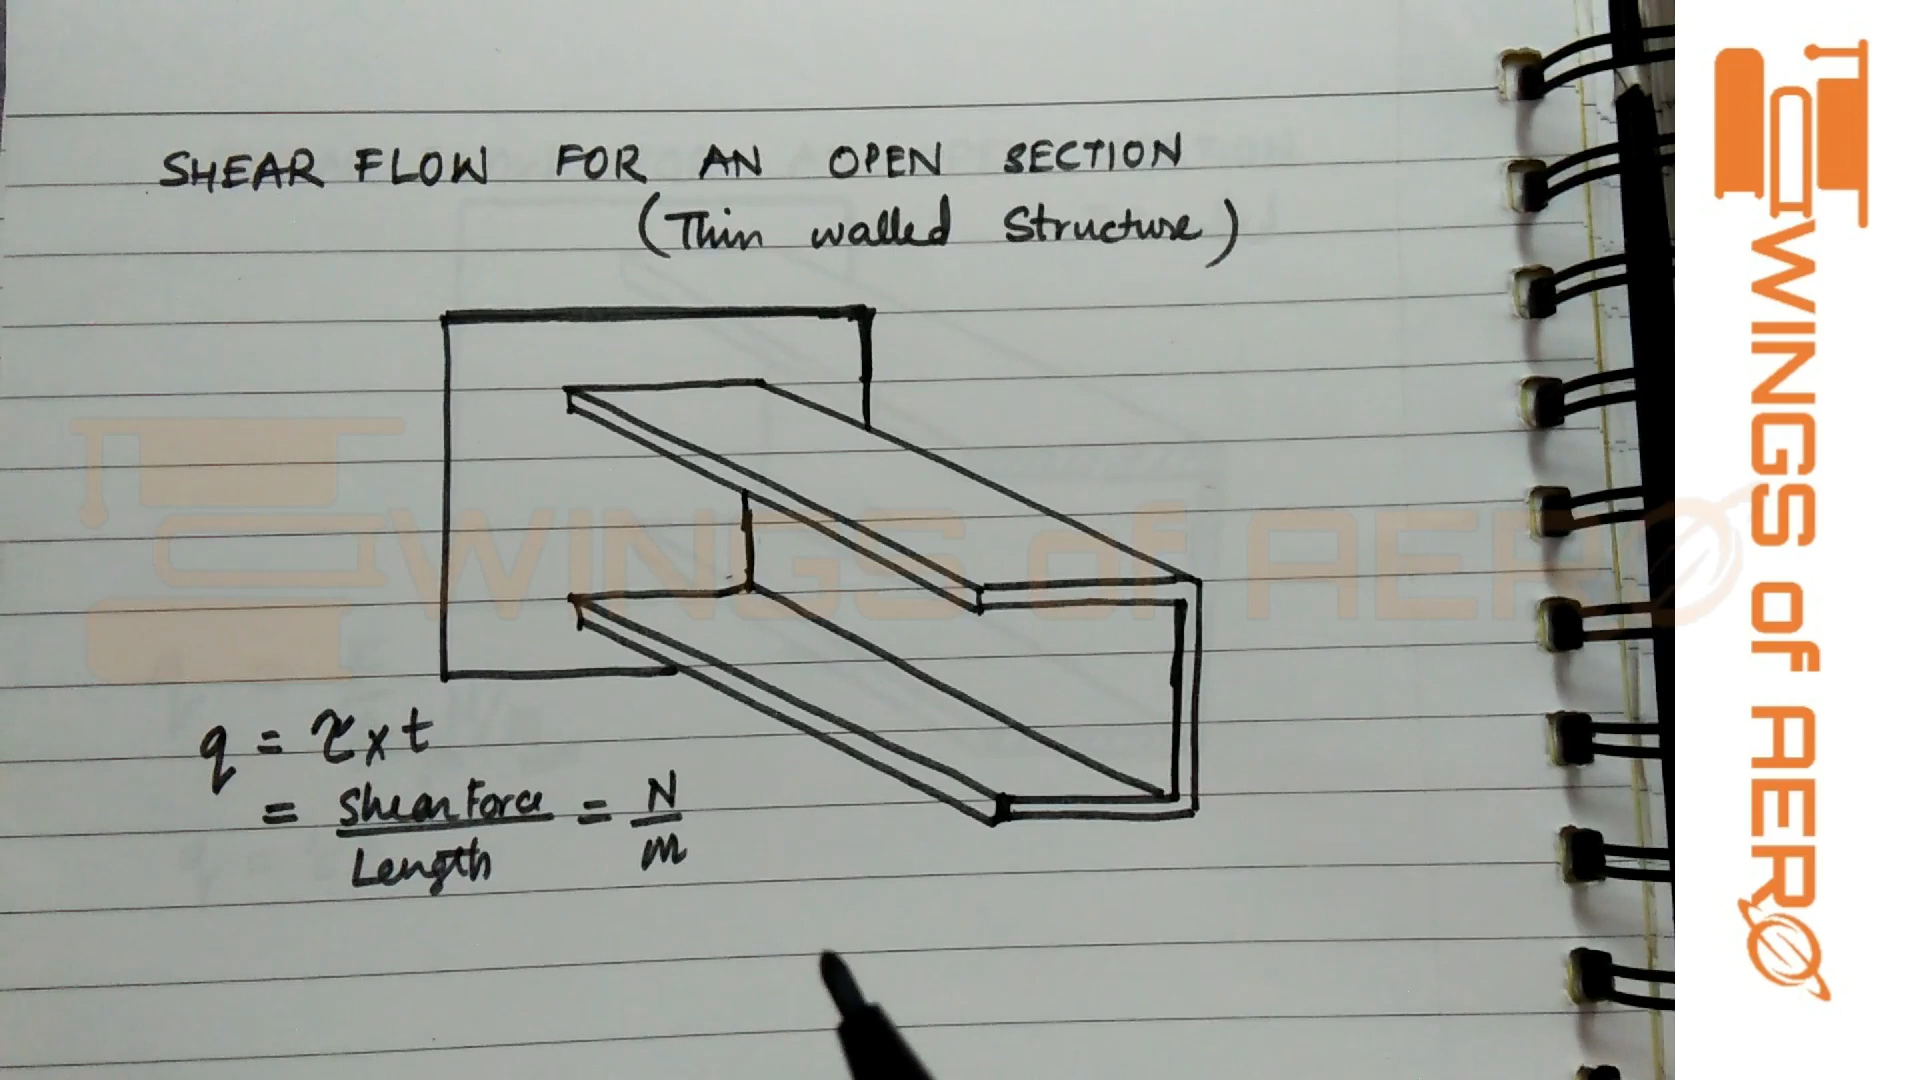 SHEAR FLOW FOR AN OPEN SECTION
(Thin walled Structure)
q = τ x t
= Shear Force / Length = N / m
WINGS of AERO
WINGS of AERO